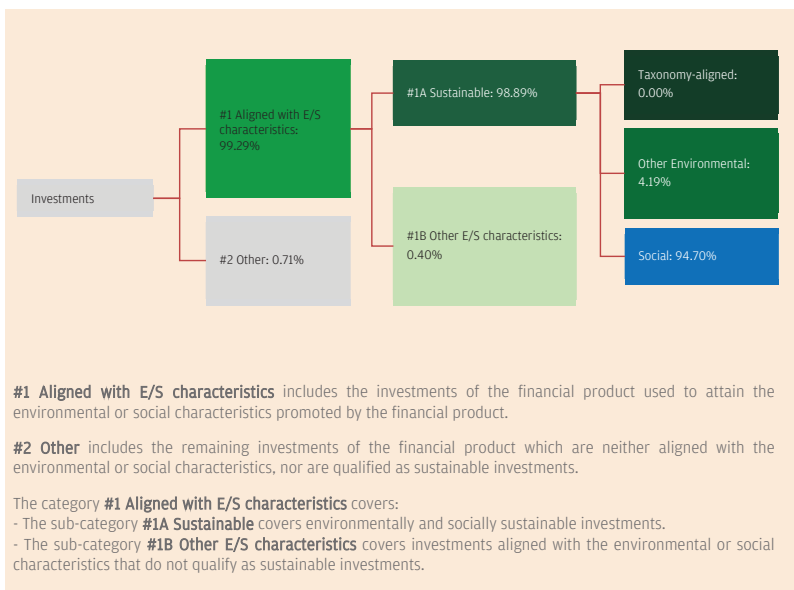 Investments
#1 Aligned with E/S
characteristics:
99.29%
#2 Other: 0.71%
#1A Sustainable: 98.89%
#1B Other E/S characteristics:
0.40%
Taxonomy-aligned:
0.00%
Other Environmental:
4.19%
Social: 94.70%
#1 Aligned with E/S characteristics includes the investments of the financial product used to attain the
environmental or social characteristics promoted by the financial product.
#2 Other includes the remaining investments of the financial product which are neither aligned with the
environmental or social characteristics, nor are qualified as sustainable investments.
The category #1 Aligned with E/S characteristics covers:
- The sub-category #1A Sustainable covers environmentally and socially sustainable investments.
- The sub-category #1B Other E/S characteristics covers investments aligned with the environmental or social
characteristics that do not qualify as sustainable investments.